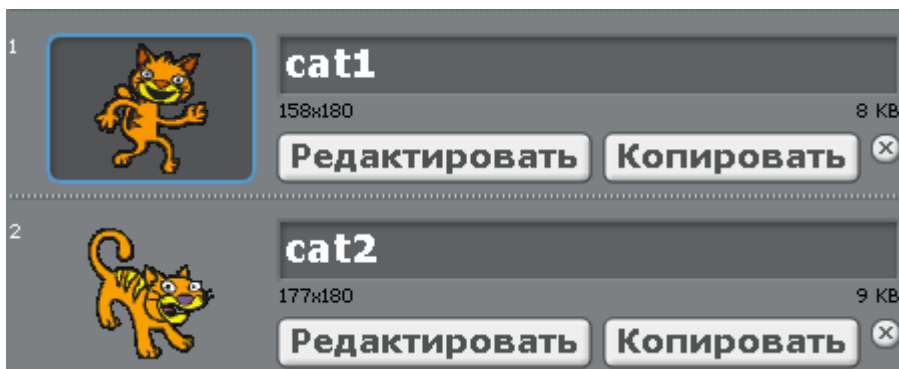 1
cat1
158x180 8 KB
Редактировать Копировать
2
cat2
177x180 9 KB
Редактировать Копировать